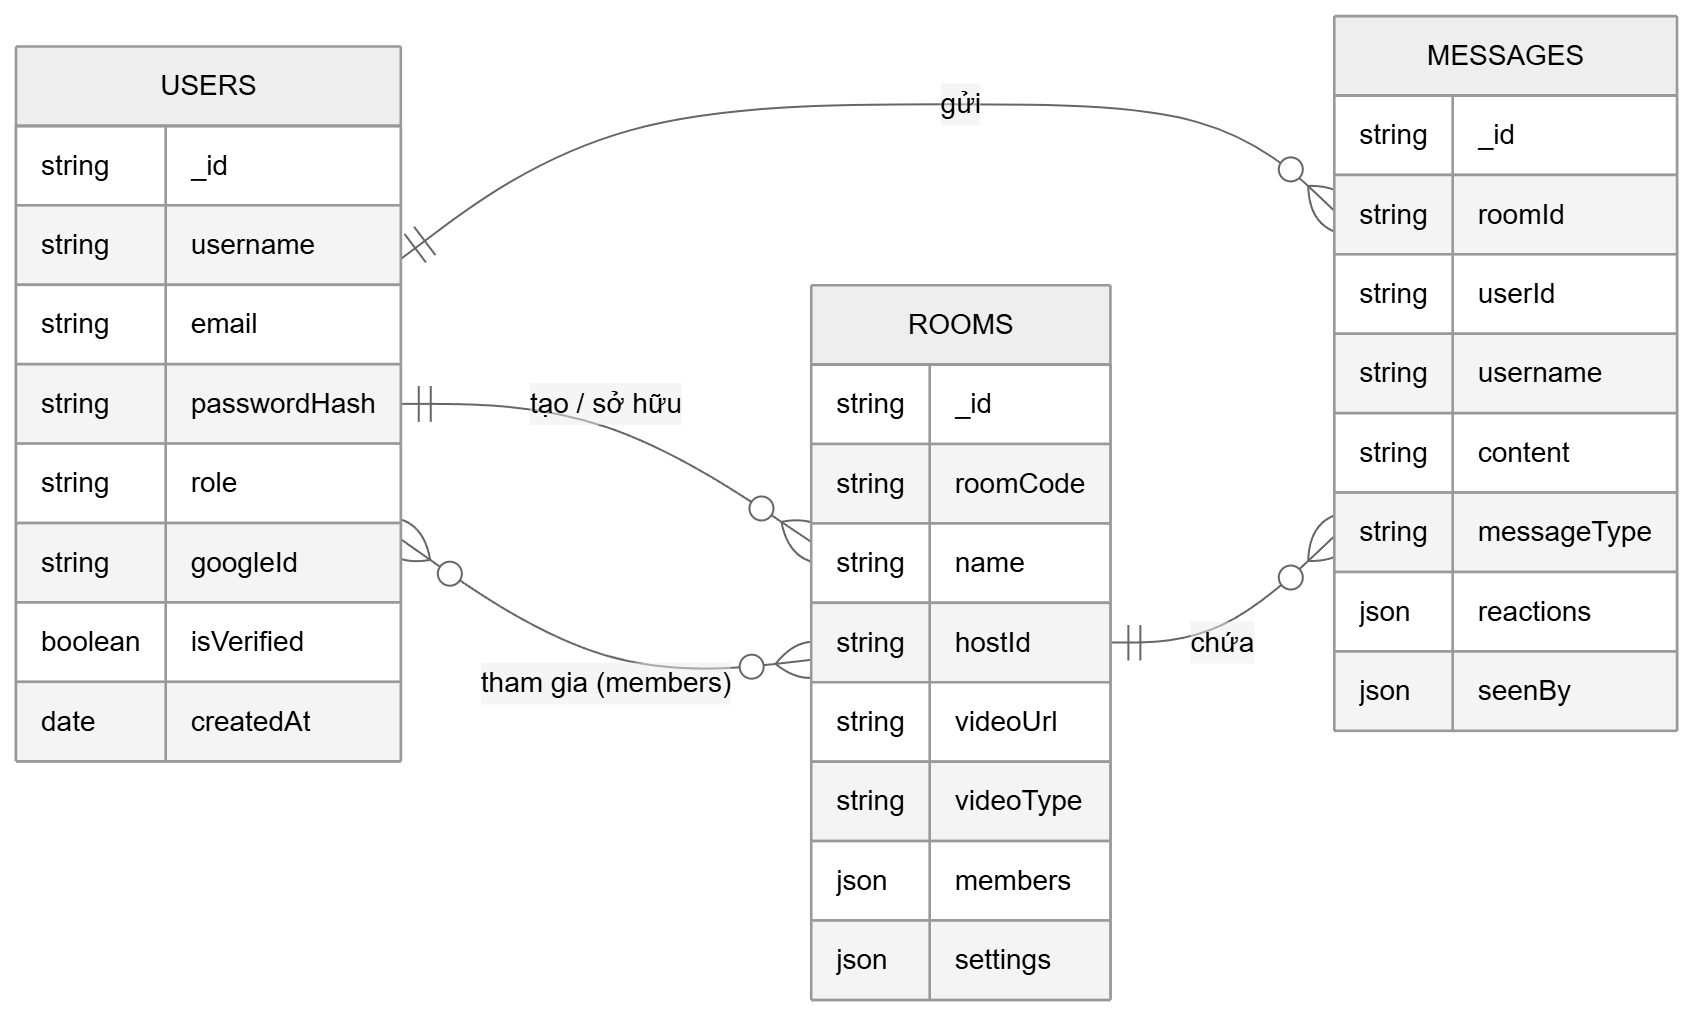 USERS
string _id
string username
string email
string passwordHash
string role
string googleId
boolean isVerified
date createdAt
gửi
tạo / sở hữu
tham gia (members)
ROOMS
string _id
string roomCode
string name
string hostId
string videoUrl
string videoType
json members
json settings
chứa
MESSAGES
string _id
string roomId
string userId
string username
string content
string messageType
json reactions
json seenBy